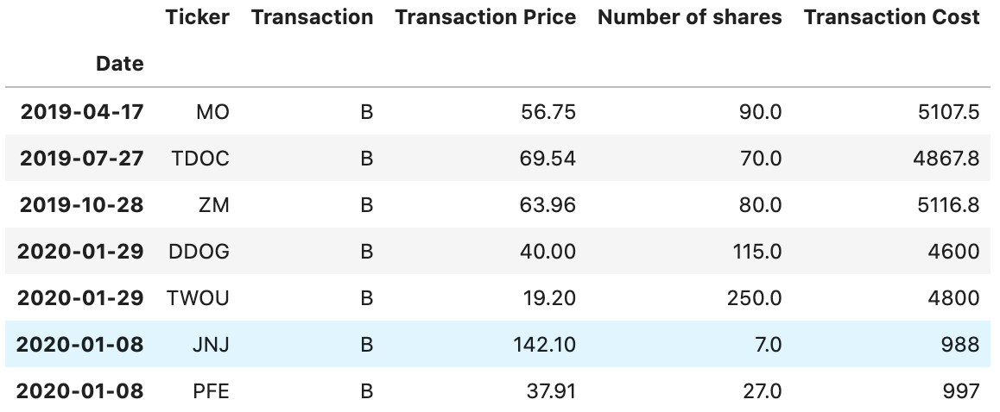 Ticker Transaction Transaction Price Number of shares Transaction Cost
Date
2019-04-17 MO B 56.75 90.0 5107.5
2019-07-27 TDOC B 69.54 70.0 4867.8
2019-10-28 ZM B 63.96 80.0 5116.8
2020-01-29 DDOG B 40.00 115.0 4600
2020-01-29 TWOU B 19.20 250.0 4800
2020-01-08 JNJ B 142.10 7.0 988
2020-01-08 PFE B 37.91 27.0 997